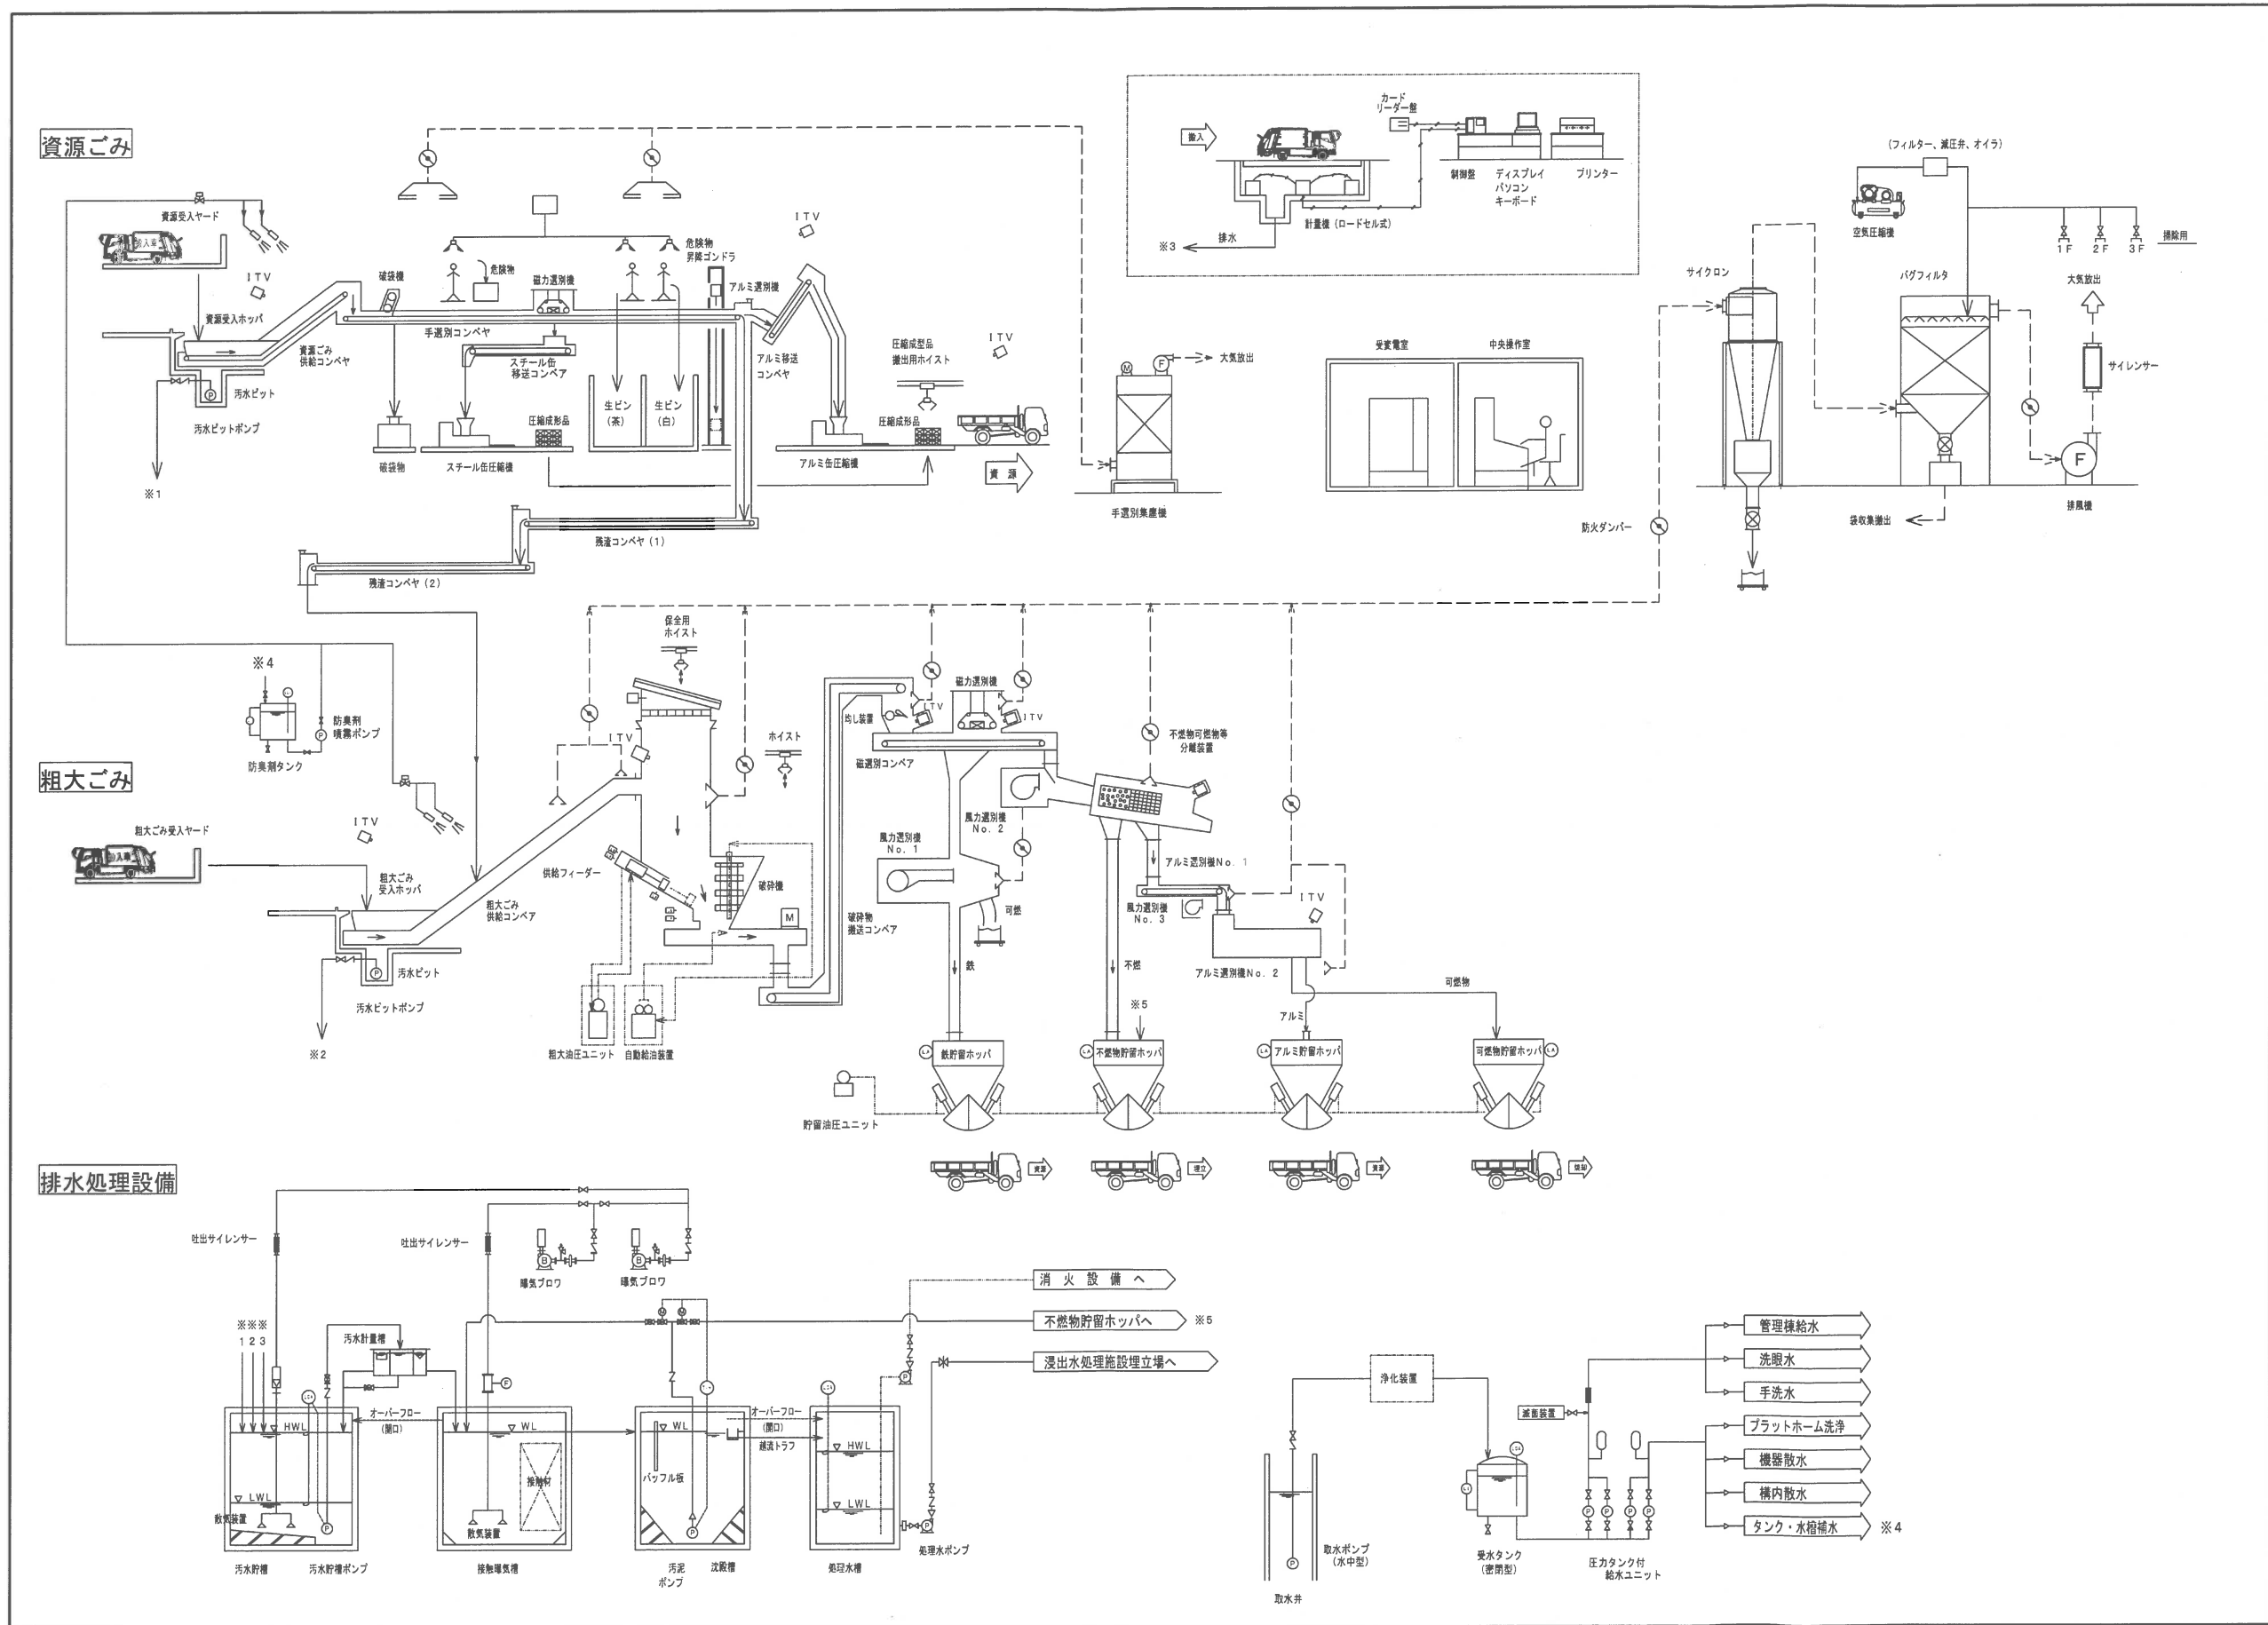 資源ごみ
資源受入ヤード
搬入車
ITV
資源受入ホッパ
資源ごみ
供給コンベヤ
汚水ピット
P
汚水ピットポンプ
※1
破袋機
危険物
磁力選別機
手選別コンベヤ
スチール缶
移送コンベア
破袋物
スチール缶圧縮機
圧縮成形品
生ビン
(茶)
生ビン
(白)
危険物
昇降ゴンドラ
アルミ選別機
ITV
アルミ移送
コンベヤ
アルミ缶圧縮機
圧縮成型品
搬出用ホイスト
ITV
圧縮成形品
資源
M
F
大気放出
手選別集塵機
残渣コンベヤ(1)
残渣コンベヤ(2)
搬入
カード
リーダー盤
制御盤
ディスプレイ
パソコン
キーボード
プリンター
計量機(ロードセル式)
排水
※3
受変電室
中央操作室
(フィルター、減圧弁、オイラ)
空気圧縮機
1F
2F
3F
掃除用
サイクロン
バグフィルタ
大気放出
サイレンサー
F
排風機
袋収集搬出
防火ダンパー
※4
防臭剤
噴霧ポンプ
P
防臭剤タンク
粗大ごみ
粗大ごみ受入ヤード
搬入車
ITV
粗大ごみ
受入ホッパ
粗大ごみ
供給コンベア
汚水ピット
P
汚水ピットポンプ
※2
保全用
ホイスト
ITV
ホイスト
供給フィーダー
破砕機
M
粗大油圧ユニット
自動給油装置
破砕物
搬送コンベア
均し装置
ITV
磁力選別機
ITV
磁選別コンベア
風力選別機
No. 1
風力選別機
No. 2
可燃
鉄
不燃物可燃物等
分離装置
アルミ選別機No. 1
風力選別機
No. 3
ITV
アルミ選別機No. 2
不燃
※5
アルミ
可燃物
LA
鉄貯留ホッパ
LA
不燃物貯留ホッパ
LA
アルミ貯留ホッパ
可燃物貯留ホッパ
LA
貯留油圧ユニット
資源
埋立
資源
焼却
排水処理設備
吐出サイレンサー
吐出サイレンサー
B
曝気ブロワ
B
曝気ブロワ
※※※
1 2 3
汚水計量槽
F
M
M
オーバーフロー
(開口)
HWL
LWL
散気装置
P
汚水貯槽
汚水貯槽ポンプ
WL
接触材
散気装置
接触曝気槽
WL
バッフル板
P
汚泥
ポンプ
沈殿槽
オーバーフロー
(開口)
越流トラフ
HWL
LWL
処理水槽
P
P
処理水ポンプ
消火設備へ
不燃物貯留ホッパへ
※5
浸出水処理施設埋立場へ
浄化装置
P
取水ポンプ
(水中型)
取水井
受水タンク
(密閉型)
滅菌装置
P
P
P
P
圧力タンク付
給水ユニット
管理棟給水
洗眼水
手洗水
プラットホーム洗浄
機器散水
構内散水
タンク・水槽補水
※4